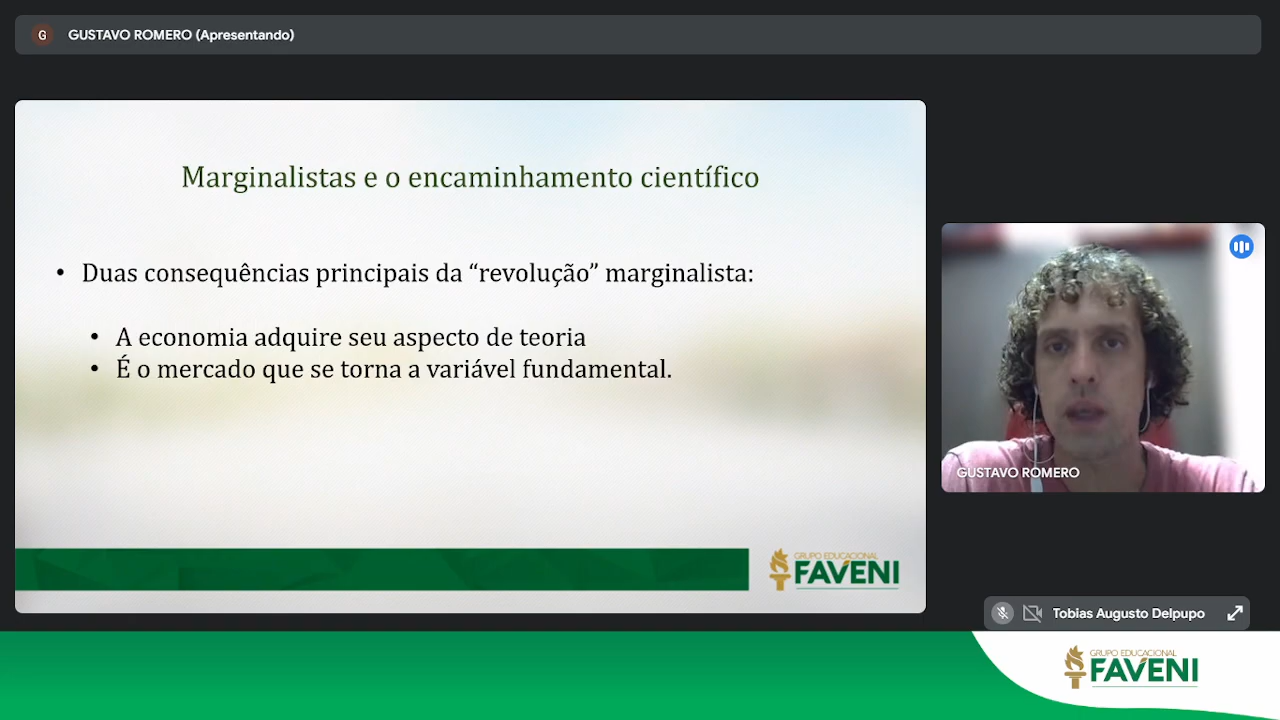 G GUSTAVO ROMERO (Apresentando)
Marginalistas e o encaminhamento científico
• Duas consequências principais da “revolução” marginalista:
• A economia adquire seu aspecto de teoria
• É o mercado que se torna a variável fundamental.
GRUPO EDUCACIONAL
FAVENI
GUSTAVO ROMERO
Tobias Augusto Delpupo
GRUPO EDUCACIONAL
FAVENI